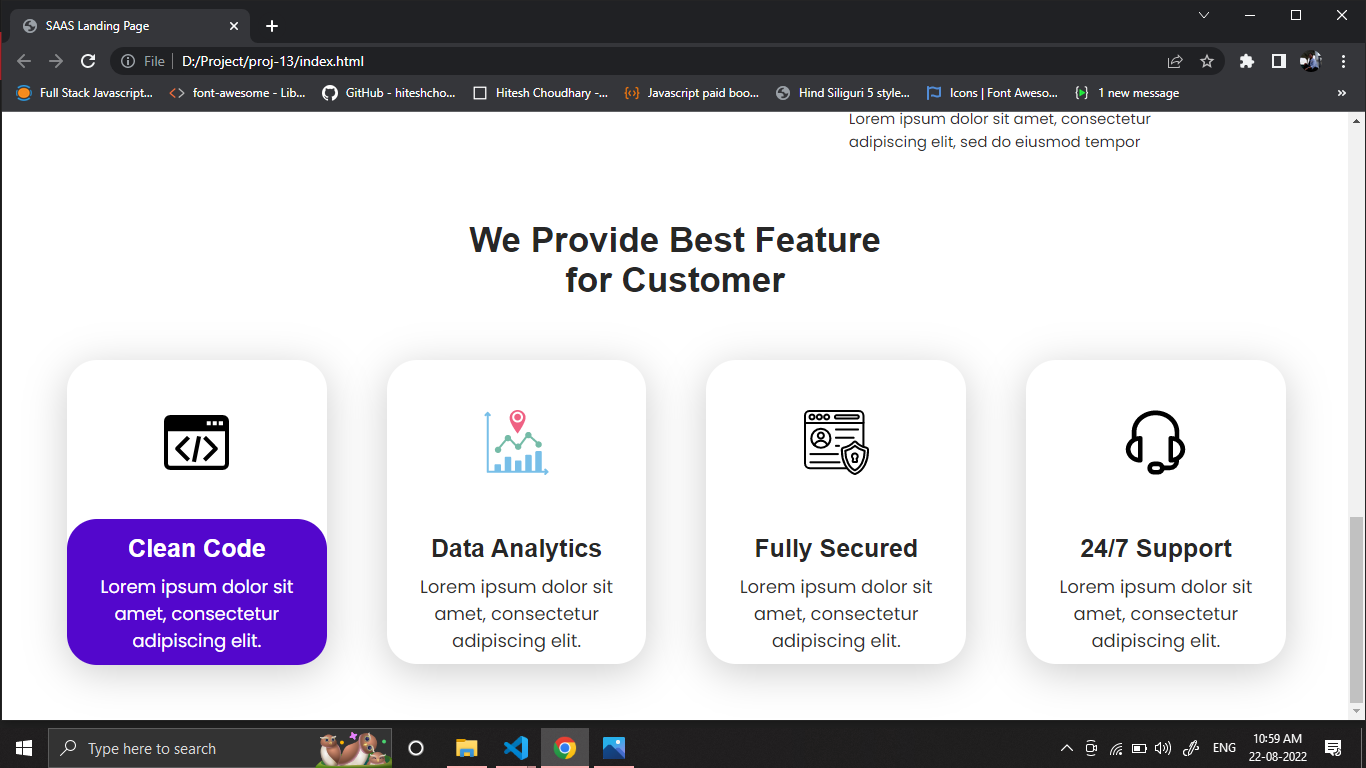 SAAS Landing Page
File
D:/Project/proj-13/index.html
Full Stack Javascript...
font-awesome - Lib...
GitHub - hiteshcho...
Hitesh Choudhary -...
Javascript paid boo...
Hind Siliguri 5 style...
Icons | Font Aweso...
1 new message
Lorem ipsum dolor sit amet, consectetur
adipiscing elit, sed do eiusmod tempor
We Provide Best Feature
for Customer
Clean Code
Lorem ipsum dolor sit
amet, consectetur
adipiscing elit.
Data Analytics
Lorem ipsum dolor sit
amet, consectetur
adipiscing elit.
Fully Secured
Lorem ipsum dolor sit
amet, consectetur
adipiscing elit.
24/7 Support
Lorem ipsum dolor sit
amet, consectetur
adipiscing elit.
Type here to search
ENG
10:59 AM
22-08-2022